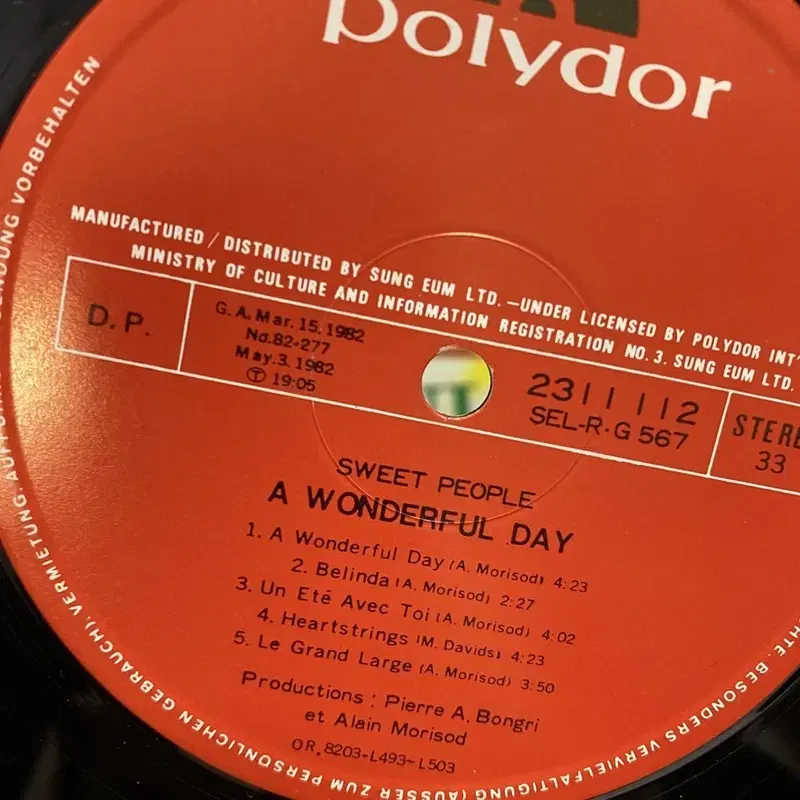 polydor
MANUFACTURED / DISTRIBUTED BY SUNG EUM LTD. —UNDER LICENSED BY POLYDOR INT'
MINISTRY OF CULTURE AND INFORMATION REGISTRATION NO. 3. SUNG EUM LTD.
D. P.
G. A. Mar. 15. 1982
No. 82-277
May. 3. 1982
Ⓣ 19:05
2311 112
SEL-R·G 567
STEREO
33
SWEET PEOPLE
A WONDERFUL DAY
1. A Wonderful Day (A. Morisod) 4:23
2. Belinda (A. Morisod) 2:27
3. Un Eté Avec Toi (A. Morisod) 4:02
4. Heartstrings (M. Davids) 4:23
5. Le Grand Large (A. Morisod) 3:50
Productions : Pierre A. Bongri
et Alain Morisod
OR. 8203-L493-L503
BESONDERS VERVIELFÄLTIGUNG (AUSSER ZUM PERSÖNLICHEN GEBRAUCH), VERMIETUNG, VORBEHALTEN